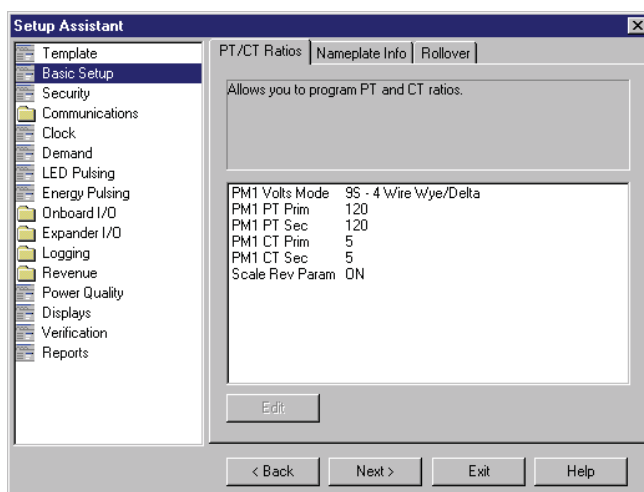 Setup Assistant
Template
Basic Setup
Security
Communications
Clock
Demand
LED Pulsing
Energy Pulsing
Onboard I/O
Expander I/O
Logging
Revenue
Power Quality
Displays
Verification
Reports
PT/CT Ratios Nameplate Info Rollover
Allows you to program PT and CT ratios.
PM1 Volts Mode 9S - 4 Wire Wye/Delta
PM1 PT Prim 120
PM1 PT Sec 120
PM1 CT Prim 5
PM1 CT Sec 5
Scale Rev Param ON
Edit
< Back Next > Exit Help